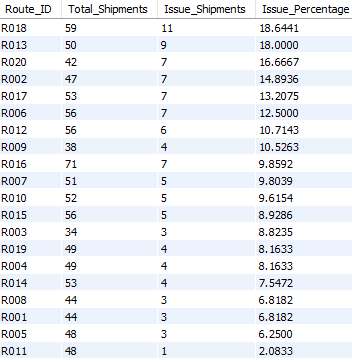 Route_ID Total_Shipments Issue_Shipments Issue_Percentage
R018 59 11 18.6441
R013 50 9 18.0000
R020 42 7 16.6667
R002 47 7 14.8936
R017 53 7 13.2075
R006 56 7 12.5000
R012 56 6 10.7143
R009 38 4 10.5263
R016 71 7 9.8592
R007 51 5 9.8039
R010 52 5 9.6154
R015 56 5 8.9286
R003 34 3 8.8235
R019 49 4 8.1633
R004 49 4 8.1633
R014 53 4 7.5472
R008 44 3 6.8182
R001 44 3 6.8182
R005 48 3 6.2500
R011 48 1 2.0833